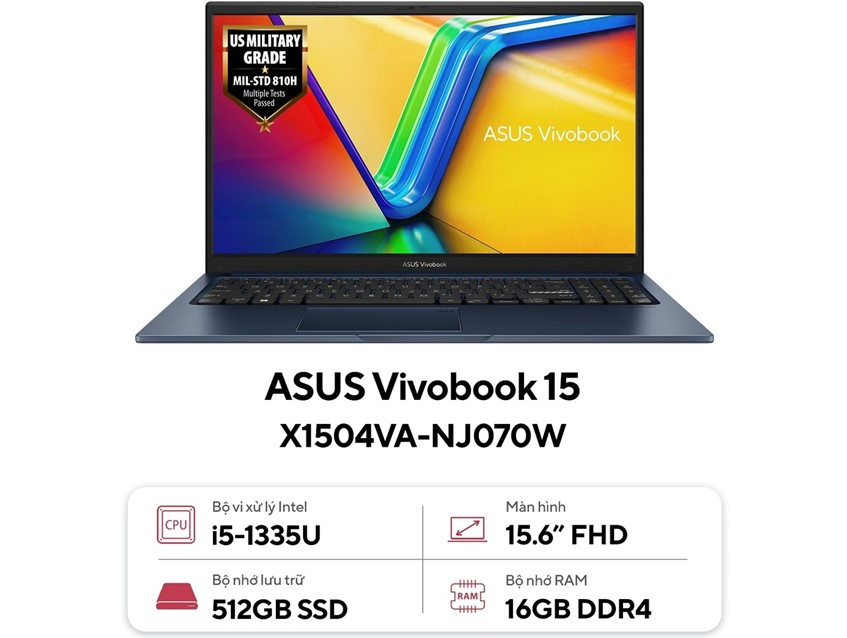 US MILITARY
GRADE
MIL-STD 810H
Multiple Tests
Passed
ASUS Vivobook
ASUS Vivobook
ASUS Vivobook 15
X1504VA-NJ070W
Bộ vi xử lý Intel
CPU
i5-1335U
Màn hình
15.6” FHD
Bộ nhớ lưu trữ
512GB SSD
Bộ nhớ RAM
RAM
16GB DDR4